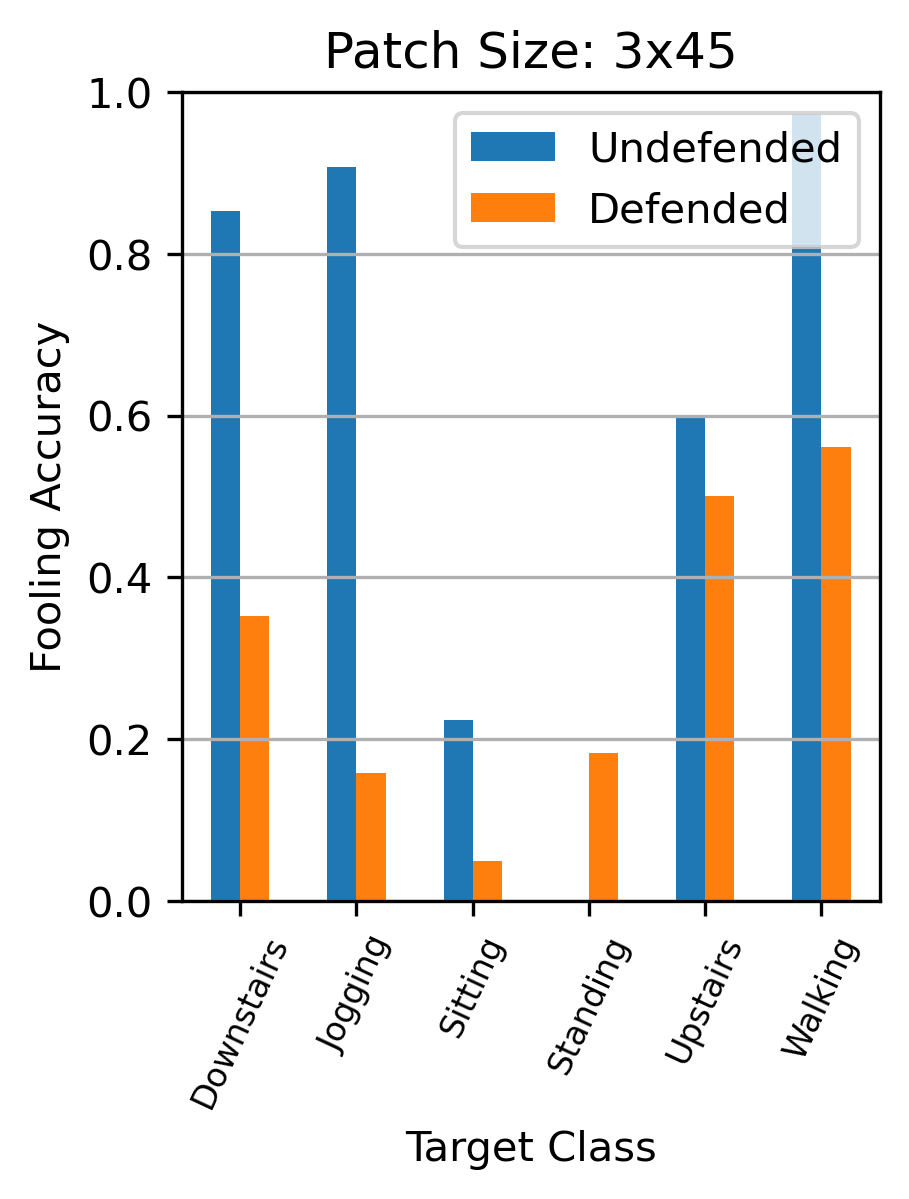 Patch Size: 3x45
Undefended
Defended
1.0
0.8
0.6
0.4
0.2
0.0
Fooling Accuracy
Downstairs
Jogging
Sitting
Standing
Upstairs
Walking
Target Class